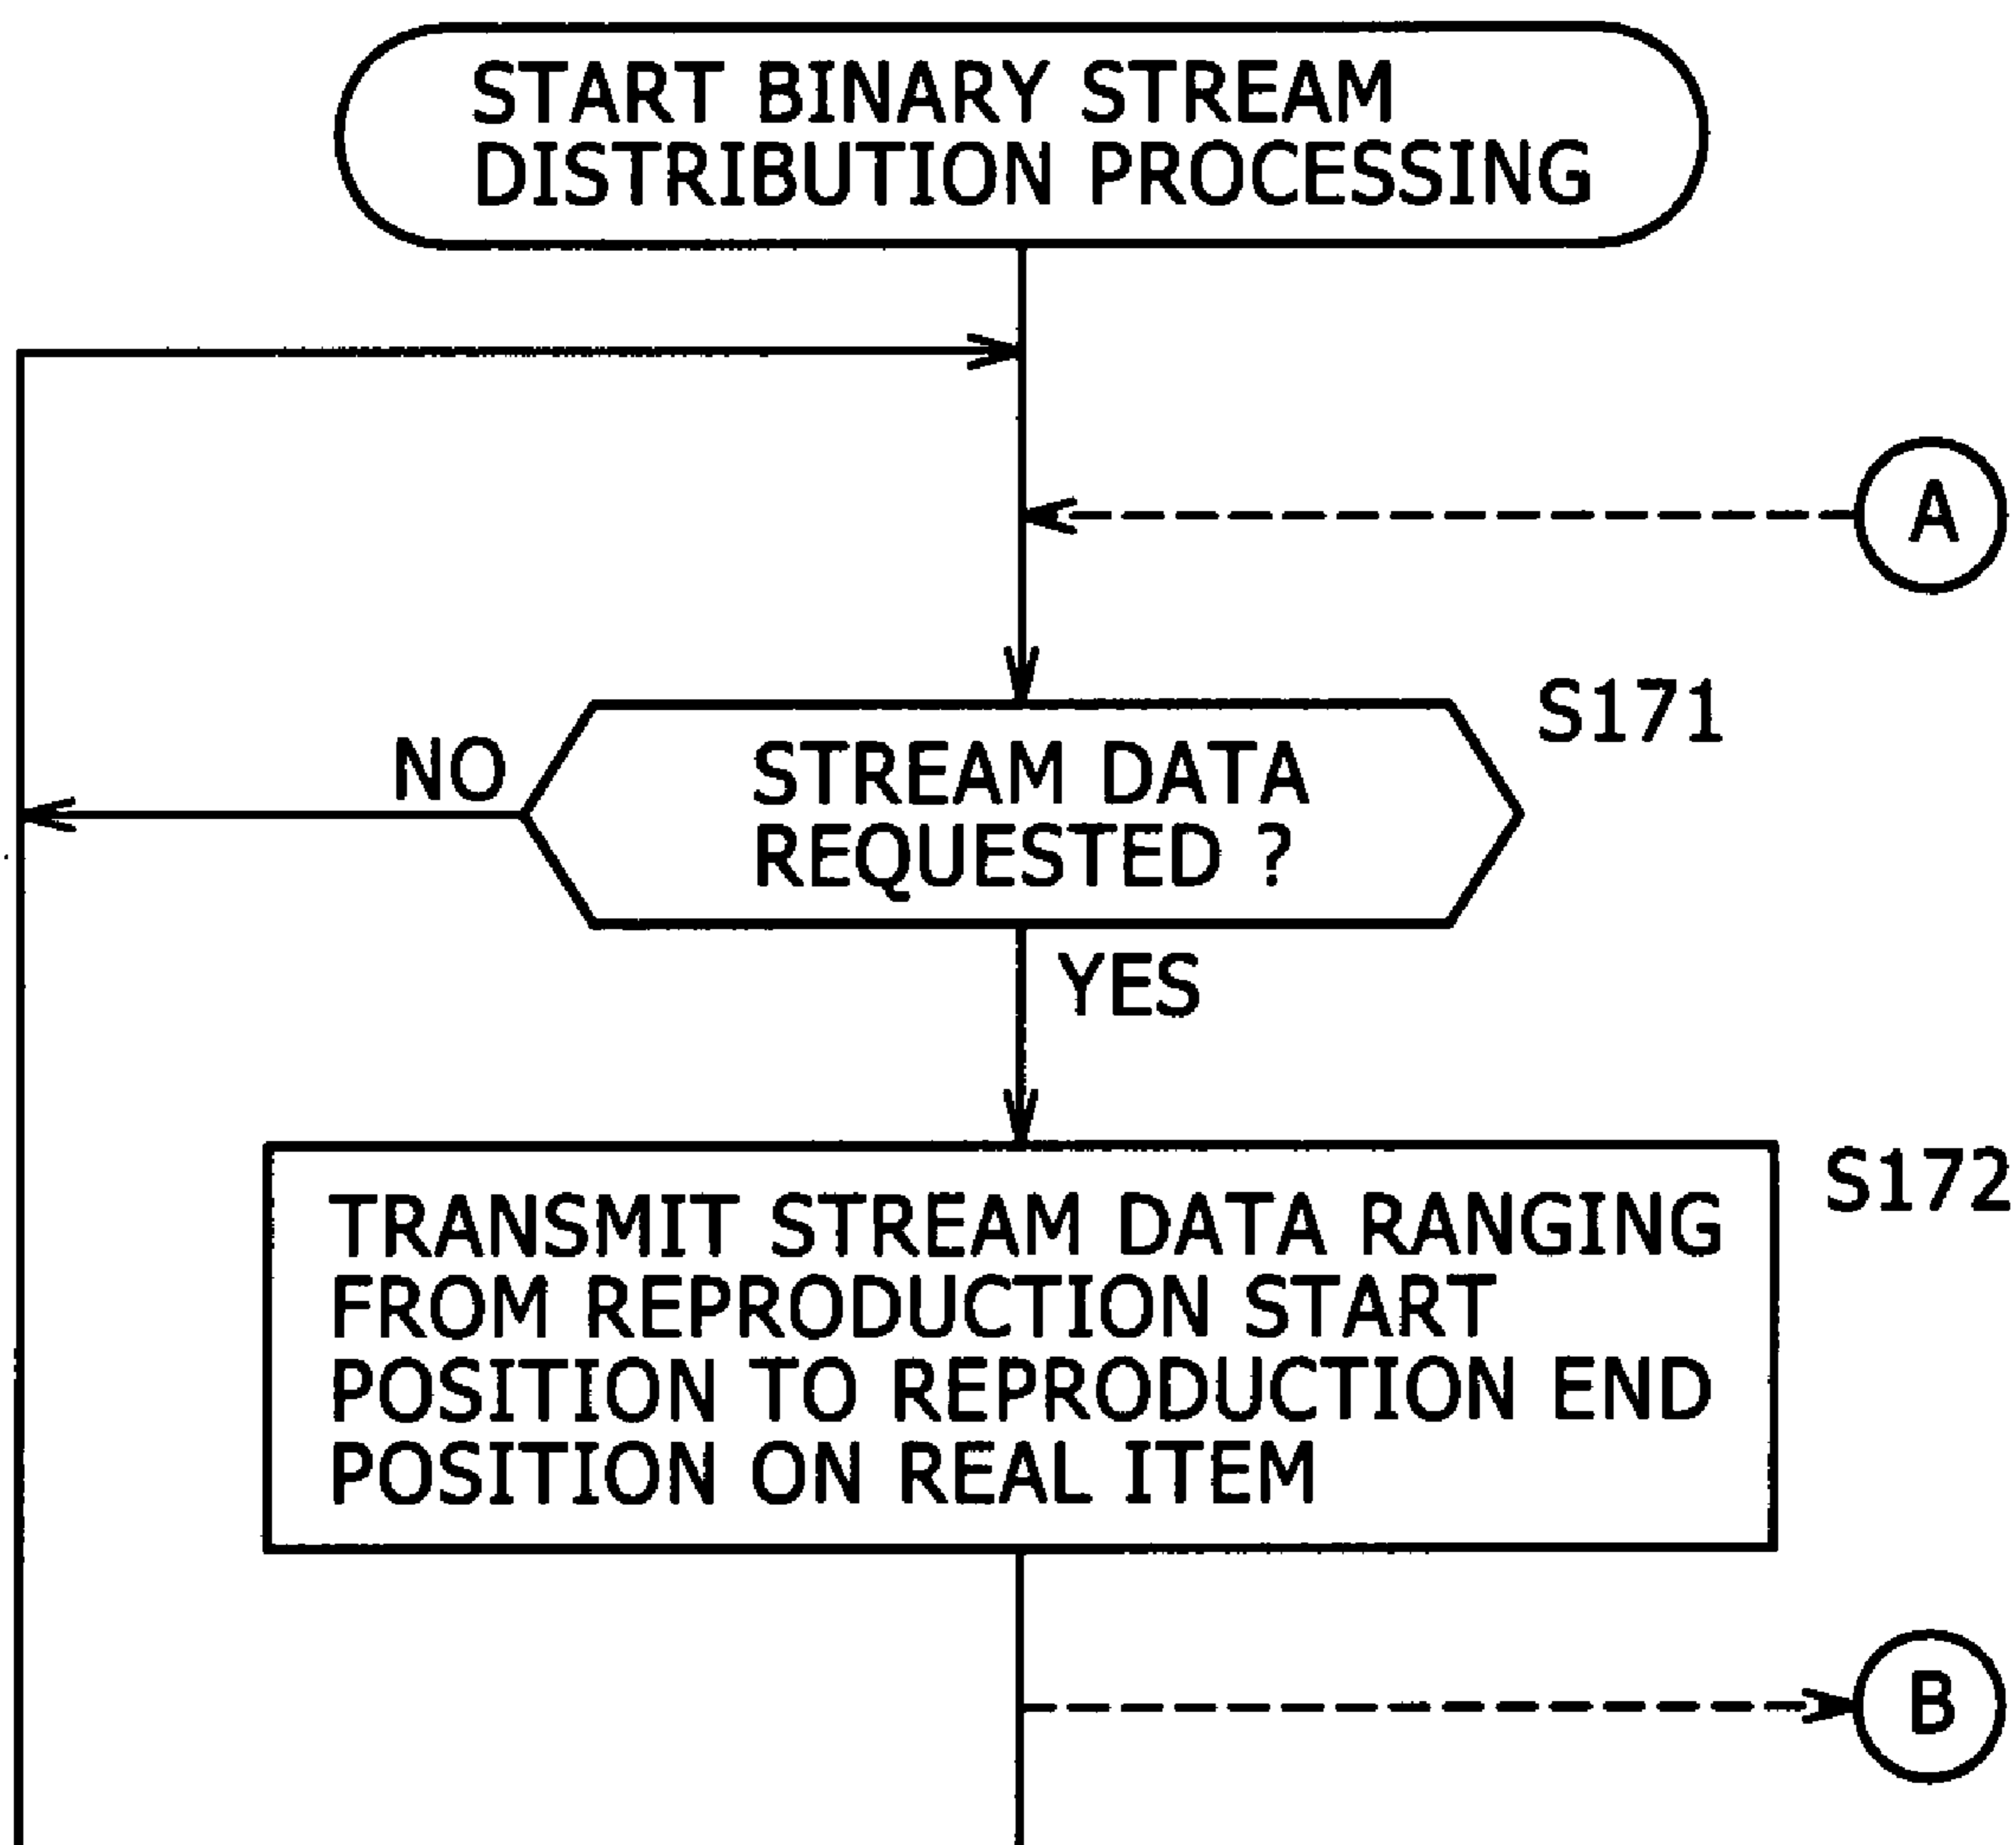 START BINARY STREAM
DISTRIBUTION PROCESSING
A
S171
NO
STREAM DATA
REQUESTED ?
YES
S172
TRANSMIT STREAM DATA RANGING
FROM REPRODUCTION START
POSITION TO REPRODUCTION END
POSITION ON REAL ITEM
B